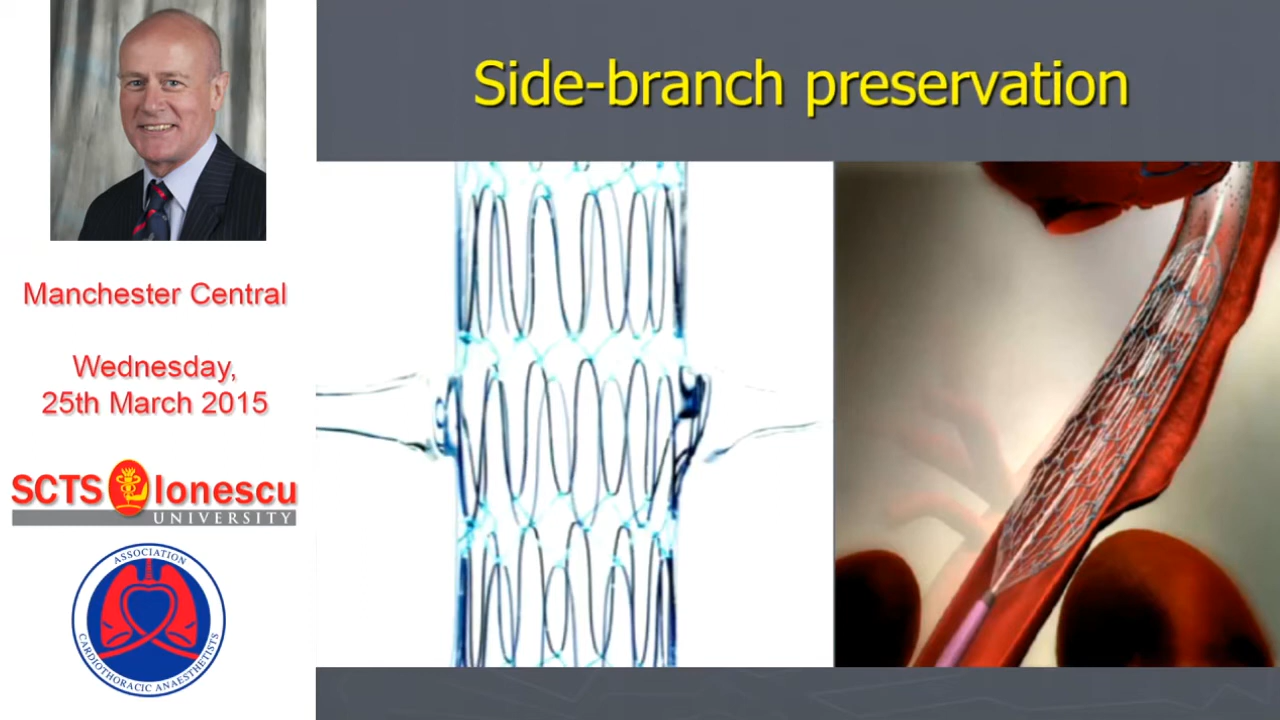 Side-branch preservation
Manchester Central
Wednesday,
25th March 2015
SCTS Ionescu
UNIVERSITY
ASSOCIATION
CARDIOTHORACIC ANAESTHETISTS